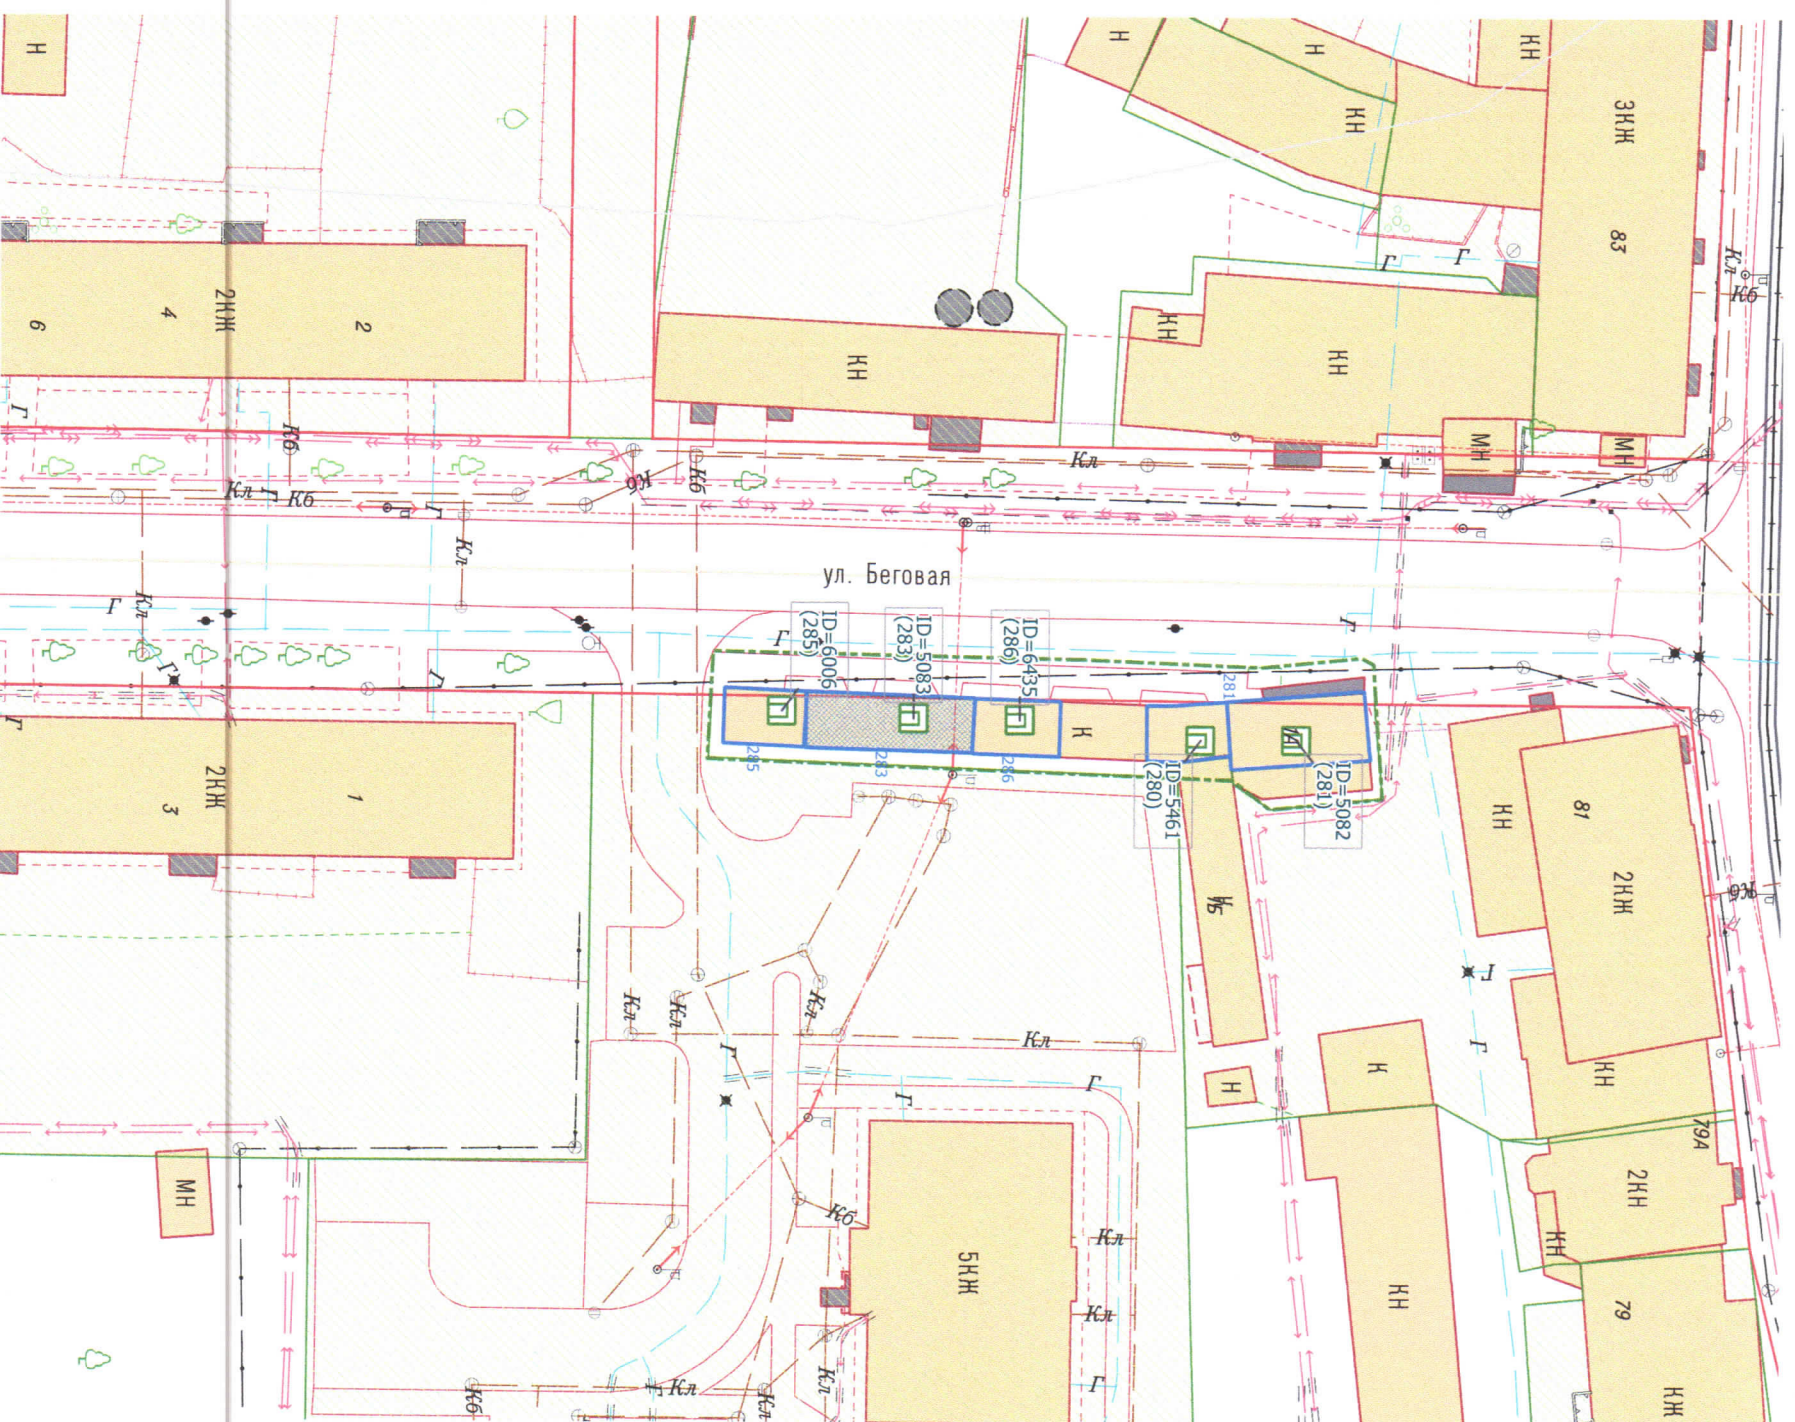 Н
Н
Н
КН
КН
3КЖ
83
Г
Г
Кл
Кб
КН
КН
КН
6
4
2КЖ
2
МН
МН
Г
Кб
Кб
Кб
Кл
Кл
Г
Кб
Г
Кл
ул. Беговая
Г
Кл
Г
Г
Г
Г
Г
ID=6006
(285)
ID=5083
(283)
ID=6435
(286)
281
К
285
283
286
ID=5461
(280)
ID=5082
(281)
2КЖ
3
1
КН
81
2КЖ
Кб
К
7Б
Г
Г
Кл
Кл
Кл
Кл
Г
Г
Г
Н
К
КН
79А
2КН
КН
МН
Кб
5КЖ
Кл
Кл
КН
79
Кб
Г
Кл
Кл
Кл
Г
КЖ